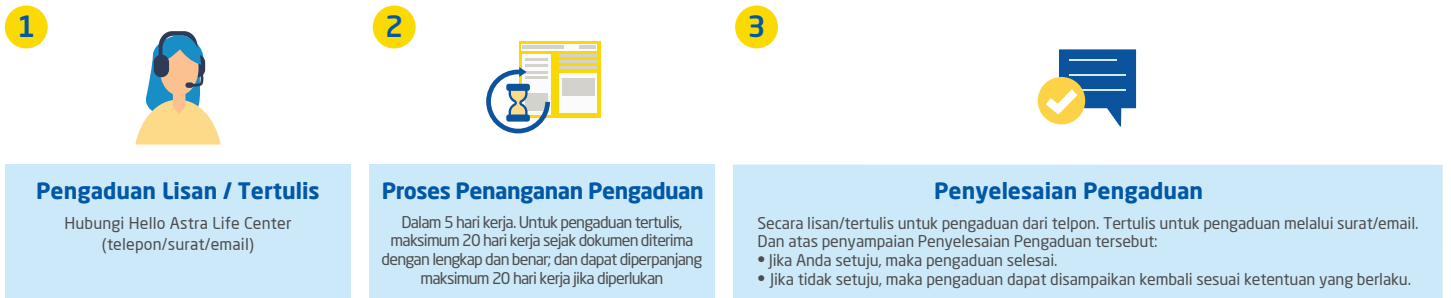 1
Pengaduan Lisan / Tertulis
Hubungi Hello Astra Life Center
(telepon/surat/email)
2
Proses Penanganan Pengaduan
Dalam 5 hari kerja. Untuk pengaduan tertulis,
maksimum 20 hari kerja sejak dokumen diterima
dengan lengkap dan benar; dan dapat diperpanjang
maksimum 20 hari kerja jika diperlukan
3
Penyelesaian Pengaduan
Secara lisan/tertulis untuk pengaduan dari telpon. Tertulis untuk pengaduan melalui surat/email.
Dan atas penyampaian Penyelesaian Pengaduan tersebut:
• Jika Anda setuju, maka pengaduan selesai.
• Jika tidak setuju, maka pengaduan dapat disampaikan kembali sesuai ketentuan yang berlaku.